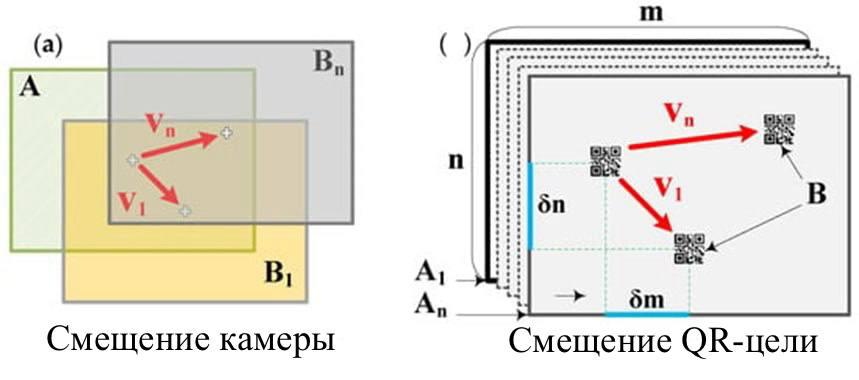 (a)
A
Bn
Vn
V1
B1
Смещение камеры
( )
m
n
Vn
V1
B
δn
δm
A1
An
Смещение QR-цели